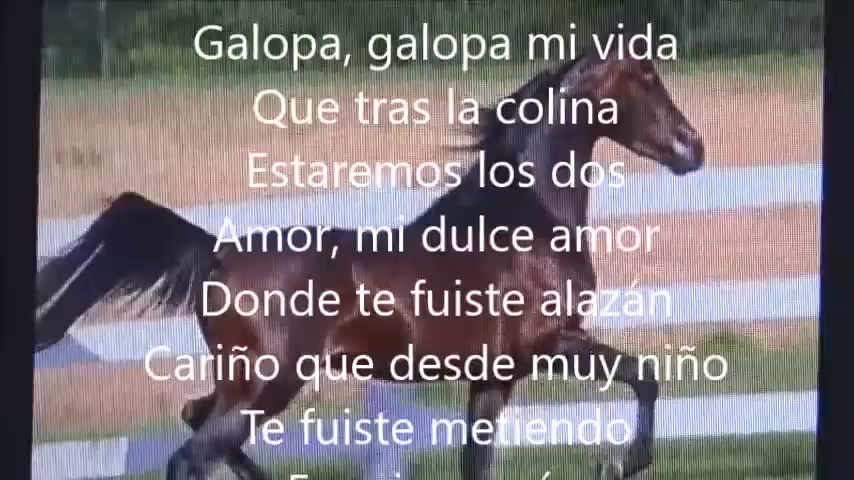 Galopa, galopa mi vida
Que tras la colina
Estaremos los dos
Amor, mi dulce amor
Donde te fuiste alazán
Cariño que desde muy niño
Te fuiste metiendo